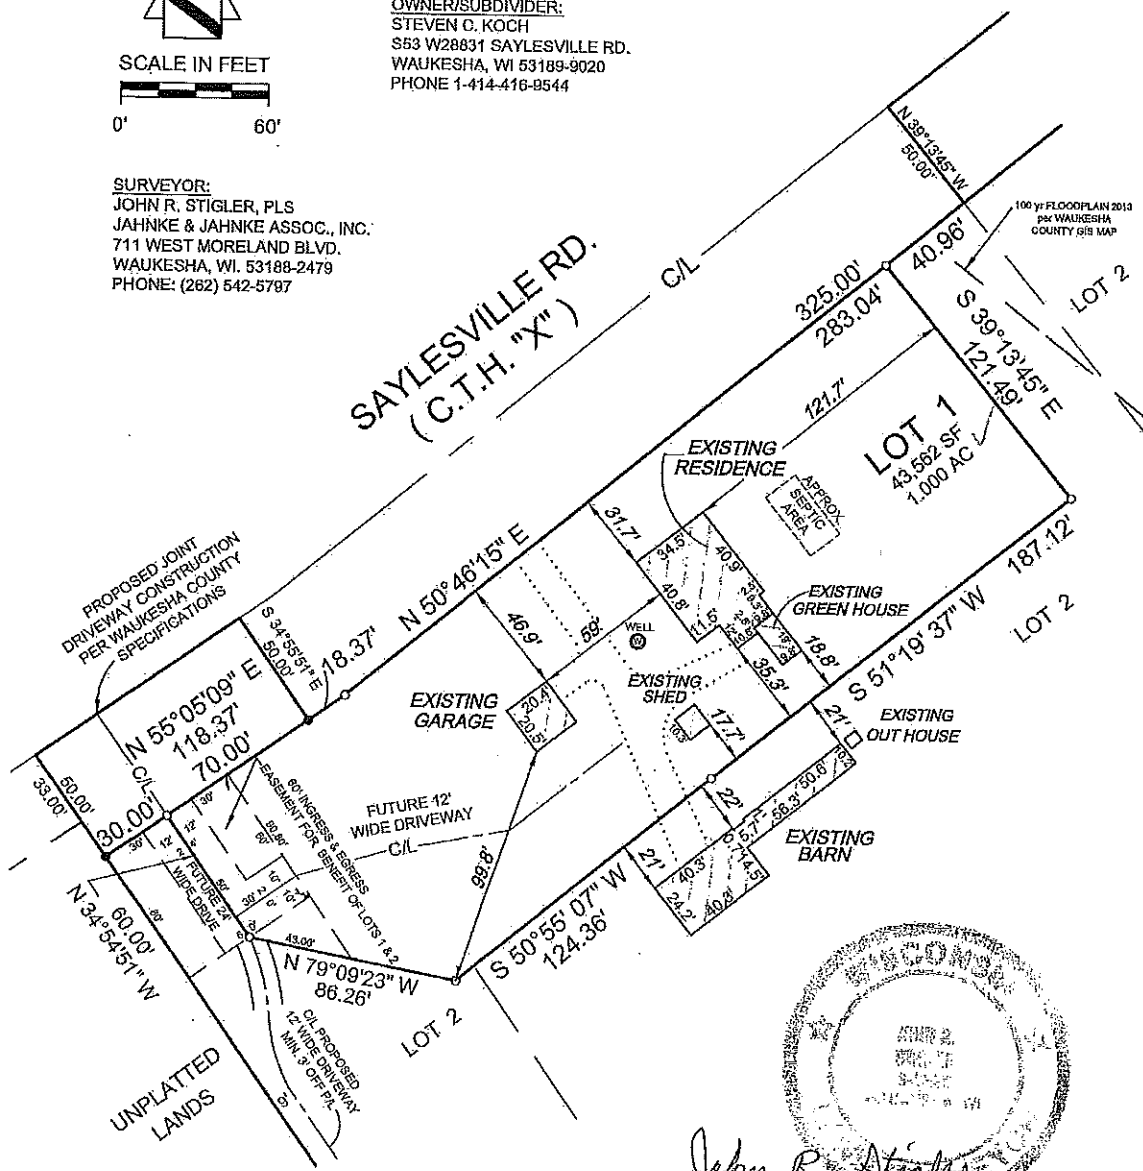 SCALE IN FEET
0' 60'
OWNER/SUBDIVIDER:
STEVEN C. KOCH
S53 W28831 SAYLESVILLE RD.
WAUKESHA, WI 53189-9020
PHONE 1-414-416-9544
SURVEYOR:
JOHN R. STIGLER, PLS
JAHNKE & JAHNKE ASSOC., INC.
711 WEST MORELAND BLVD.
WAUKESHA, WI. 53188-2479
PHONE: (262) 542-5797
SAYLESVILLE RD.
( C.T.H. "X" )
C/L
N 39°13'45" W
50.00'
100 yr FLOODPLAIN 2013
per WAUKESHA
COUNTY GIS MAP
LOT 2
40.96'
325.00'
283.04'
S 39°13'45" E
121.49'
121.7'
LOT 1
43,562 SF
1.000 AC
EXISTING
RESIDENCE
APPROX.
SEPTIC
AREA
31.7'
34.5'
40.9'
40.8'
11.5'
N 50°46'15" E
46.9'
59'
WELL
W
EXISTING
GREEN HOUSE
18.8'
35.3'
187.12'
S 51°19' 37" W
LOT 2
PROPOSED JOINT
DRIVEWAY CONSTRUCTION
PER WAUKESHA COUNTY
SPECIFICATIONS
S 34°55'51" E
50.00'
18.37'
N 55°05'09" E
118.37'
70.00'
C/L
50.00'
33.00'
30.00'
EXISTING
GARAGE
20.4'
20.5'
EXISTING
SHED
16.3'
17.7'
21'
EXISTING
OUT HOUSE
22'
EXISTING
BARN
10.2'
50.6'
56.3'
5.7'
14.5'
40.3'
24.2'
40.3'
21'
60' INGRESS & EGRESS
EASEMENT FOR BENEFIT OF LOTS 1 & 2
FUTURE 12'
WIDE DRIVEWAY
C/L
99.8'
FUTURE 24'
WIDE DRIVE
43.00'
N 79°09'23" W
86.26'
S 50°55' 07" W
124.36'
60.00'
N 34°54'51" W
LOT 2
C/L PROPOSED
12' WIDE DRIVEWAY
MIN. 3' OFF P/L
UNPLATTED
LANDS
WISCONSIN
John R. Stigler